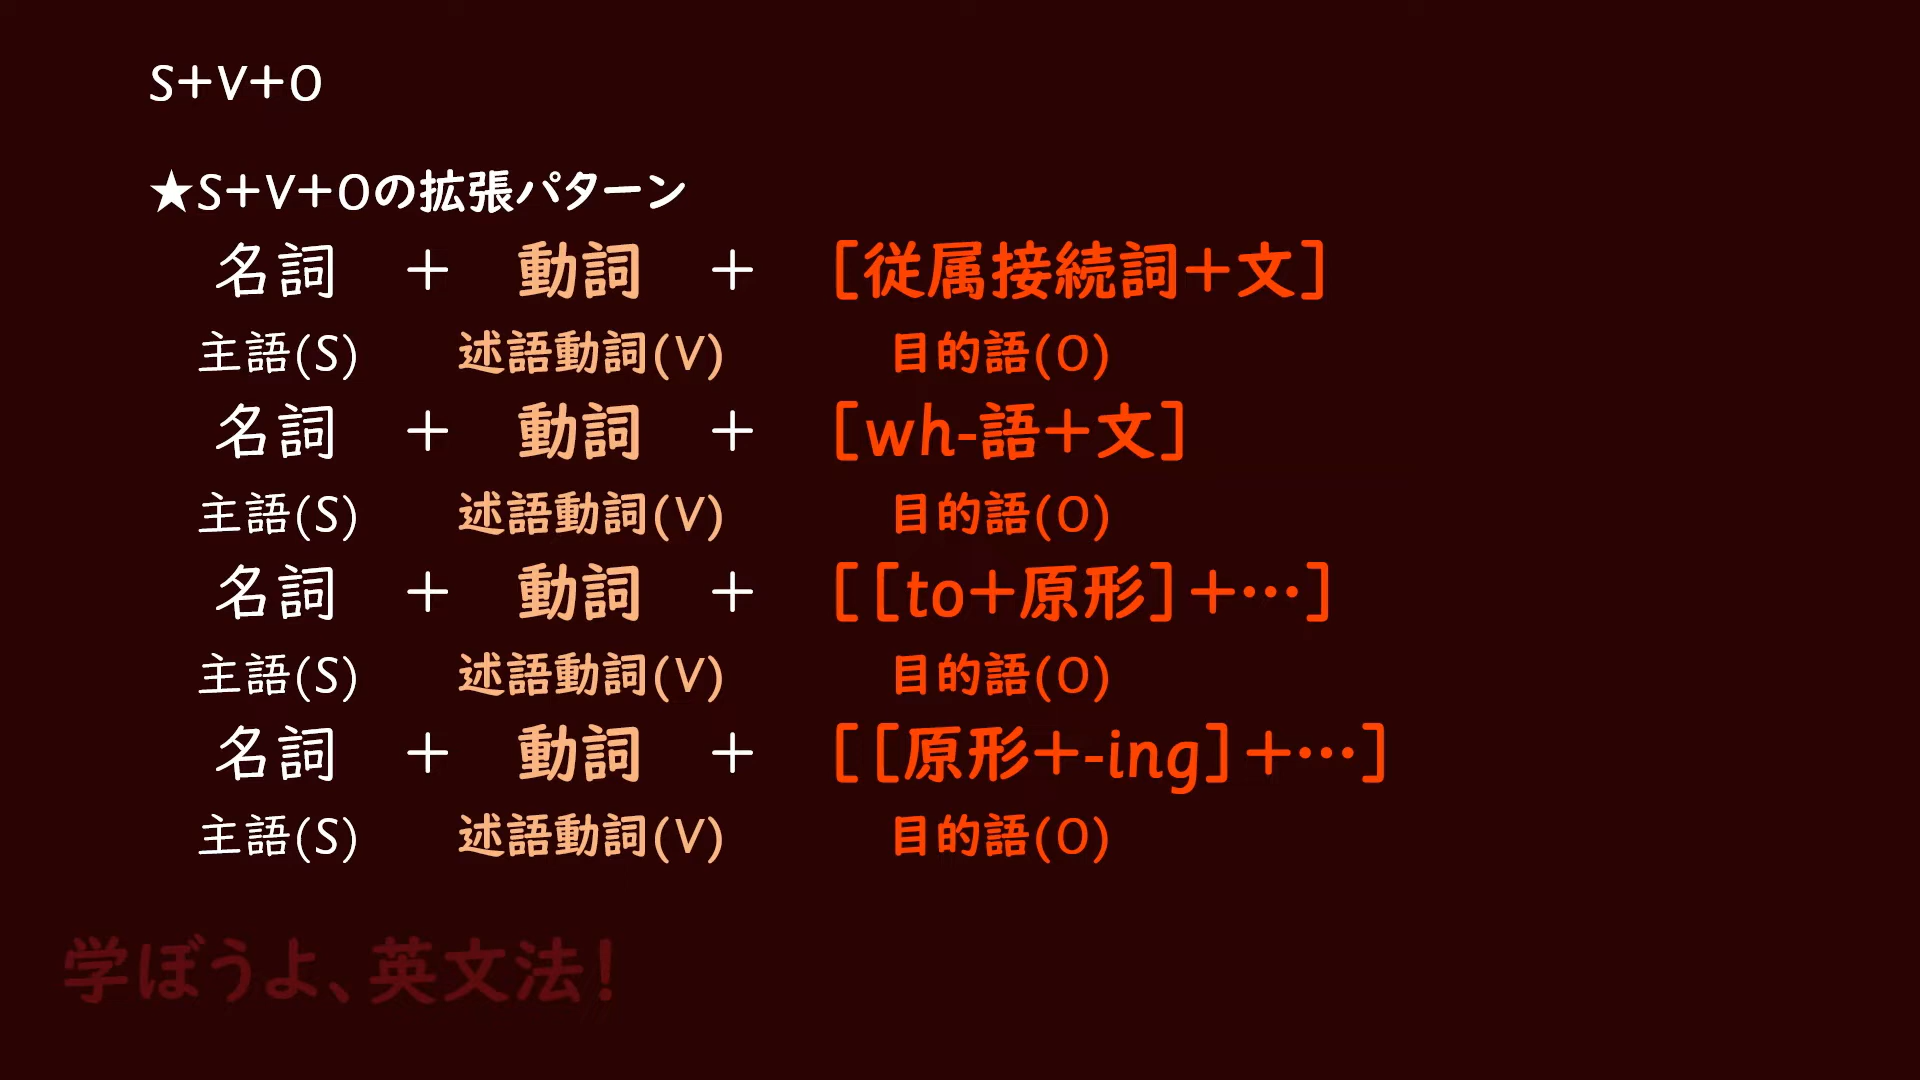 S+V+O
★S+V+Oの拡張パターン
名詞 + 動詞 + [従属接続詞+文]
主語(S) 述語動詞(V) 目的語(O)
名詞 + 動詞 + [wh-語+文]
主語(S) 述語動詞(V) 目的語(O)
名詞 + 動詞 + [[to+原形]+…]
主語(S) 述語動詞(V) 目的語(O)
名詞 + 動詞 + [[原形+-ing]+…]
主語(S) 述語動詞(V) 目的語(O)
学ぼうよ、英文法!